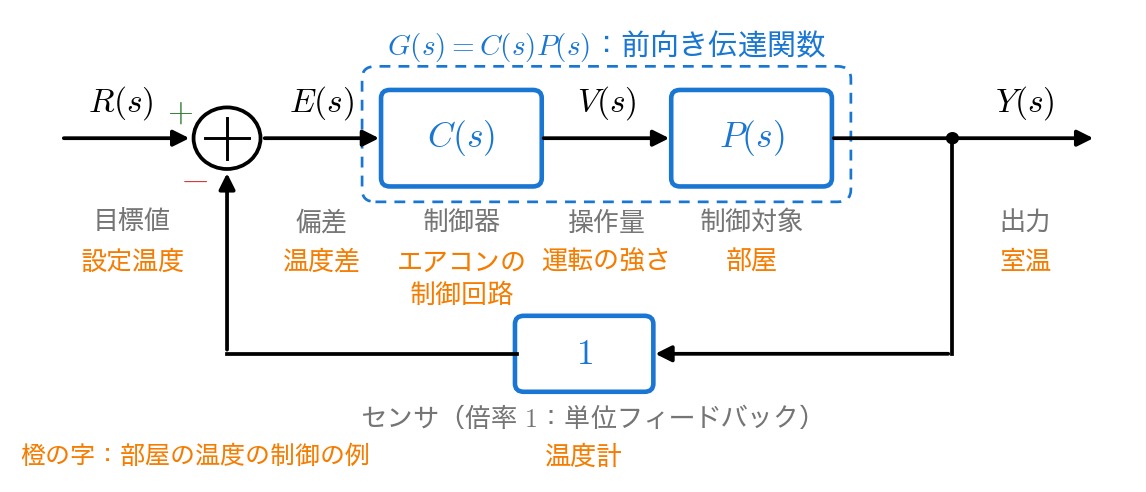 G(s) = C(s)P(s)：前向き伝達関数
R(s)
+
E(s)
V(s)
Y(s)
C(s)
P(s)
−
目標値
偏差
制御器
操作量
制御対象
出力
設定温度
温度差
エアコンの
制御回路
運転の強さ
部屋
室温
1
センサ（倍率 1：単位フィードバック）
橙の字：部屋の温度の制御の例
温度計